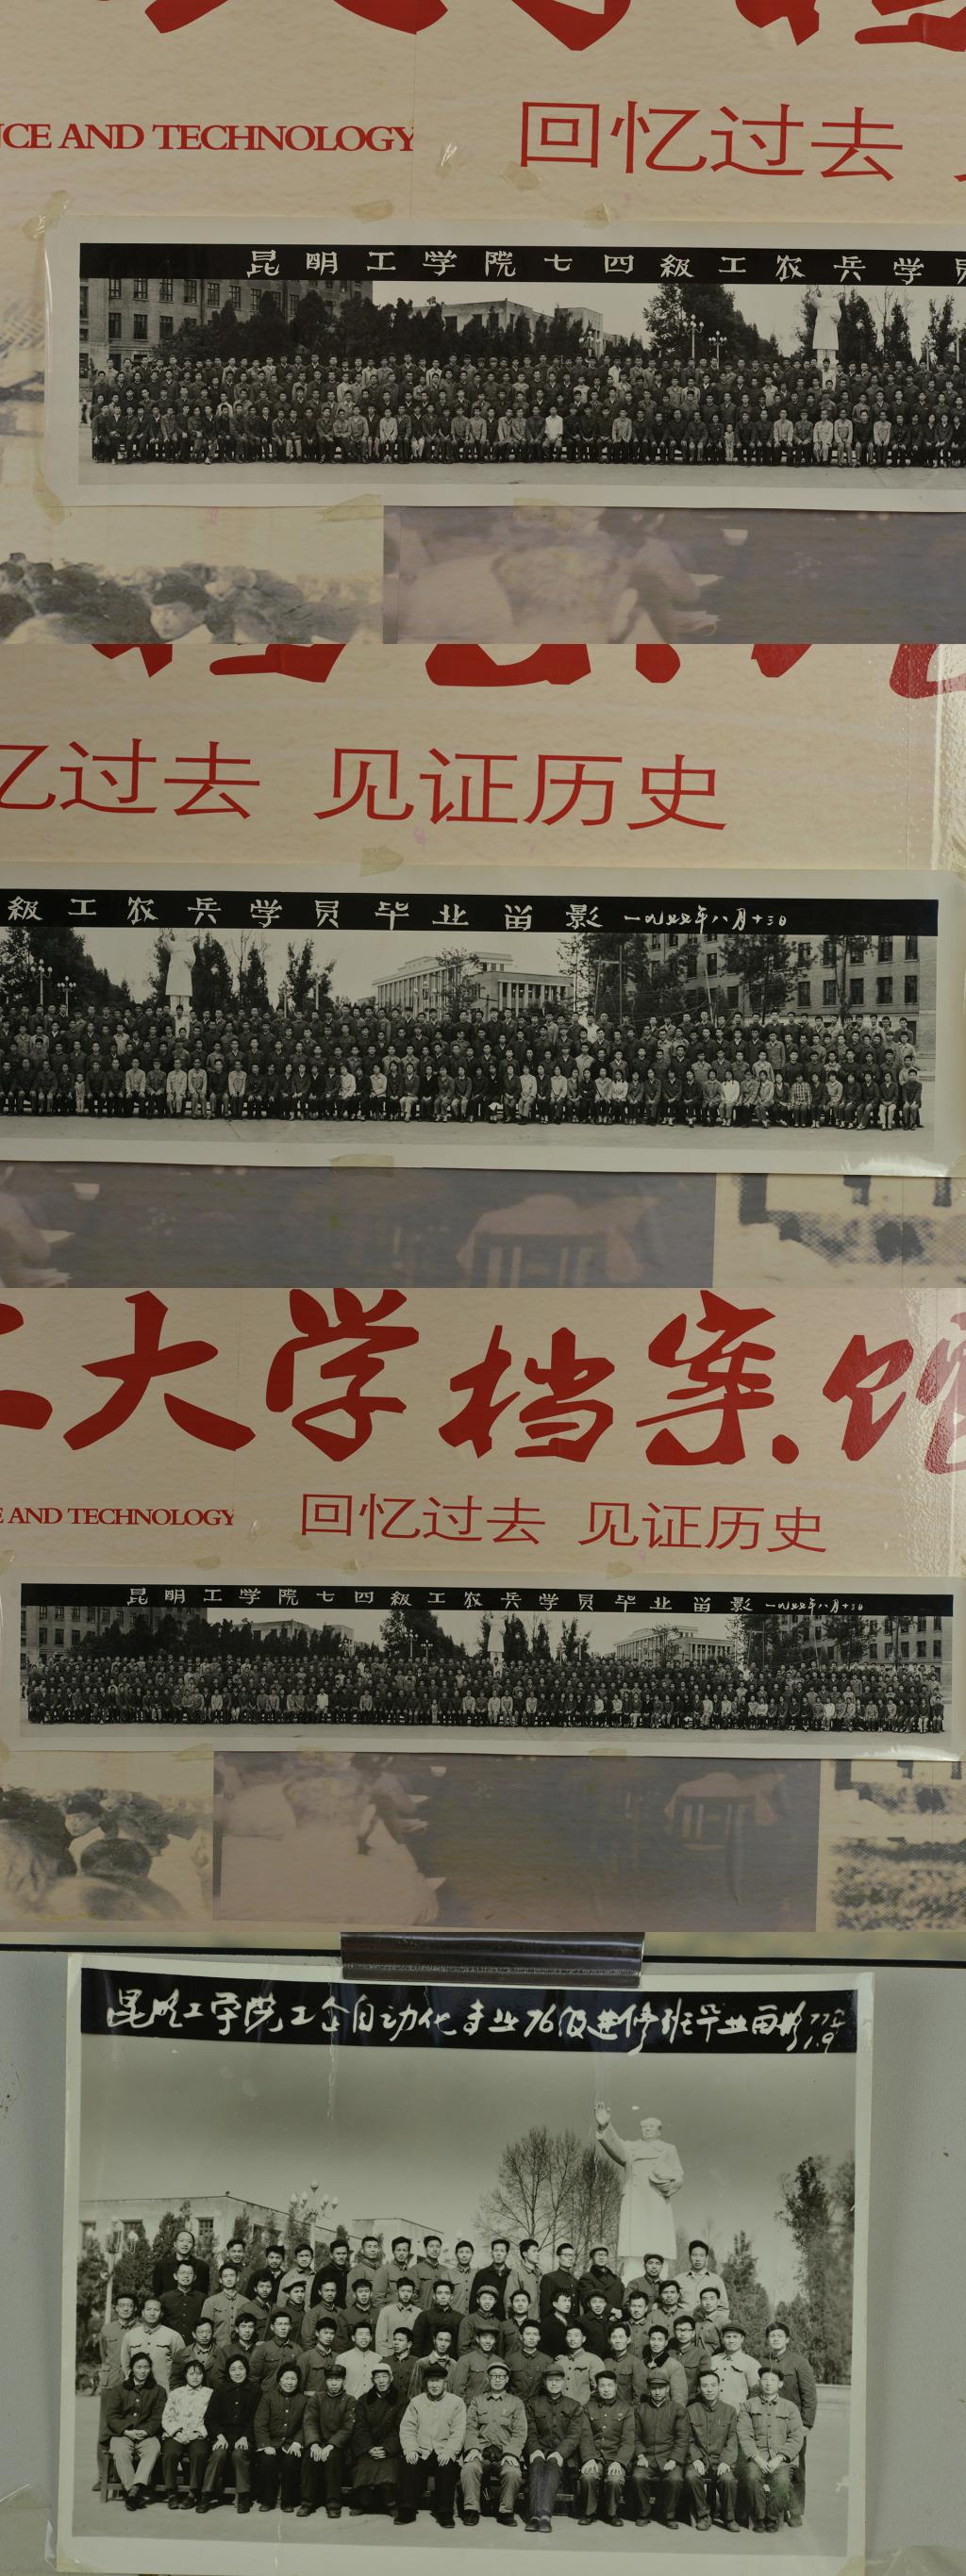 NCE AND TECHNOLOGY
回忆过去
昆明工学院七四級工农兵学员
忆过去 见证历史
級工农兵学员毕业留影 一九七七年八月十三日
工大学档案馆
E AND TECHNOLOGY
回忆过去 见证历史
昆明工学院七四級工农兵学员毕业留影 一九七七年八月十三日
昆明工学院工企自动化专业76级进修班毕业留影 77年
1.9